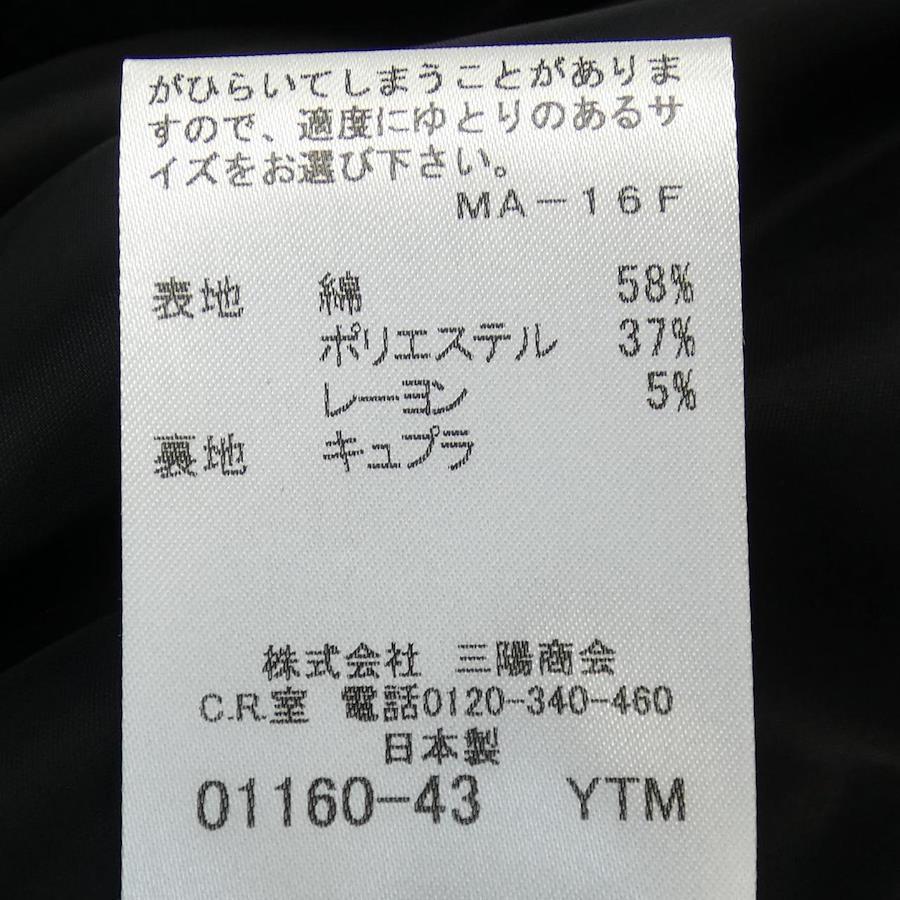 がひらいてしまうことがありま
すので、適度にゆとりのあるサ
イズをお選び下さい。
MA-16F
表地 綿 58%
ポリエステル 37%
レーヨン 5%
裏地 キュプラ
株式会社 三陽商会
C.R.室 電話0120-340-460
日本製
01160-43 YTM